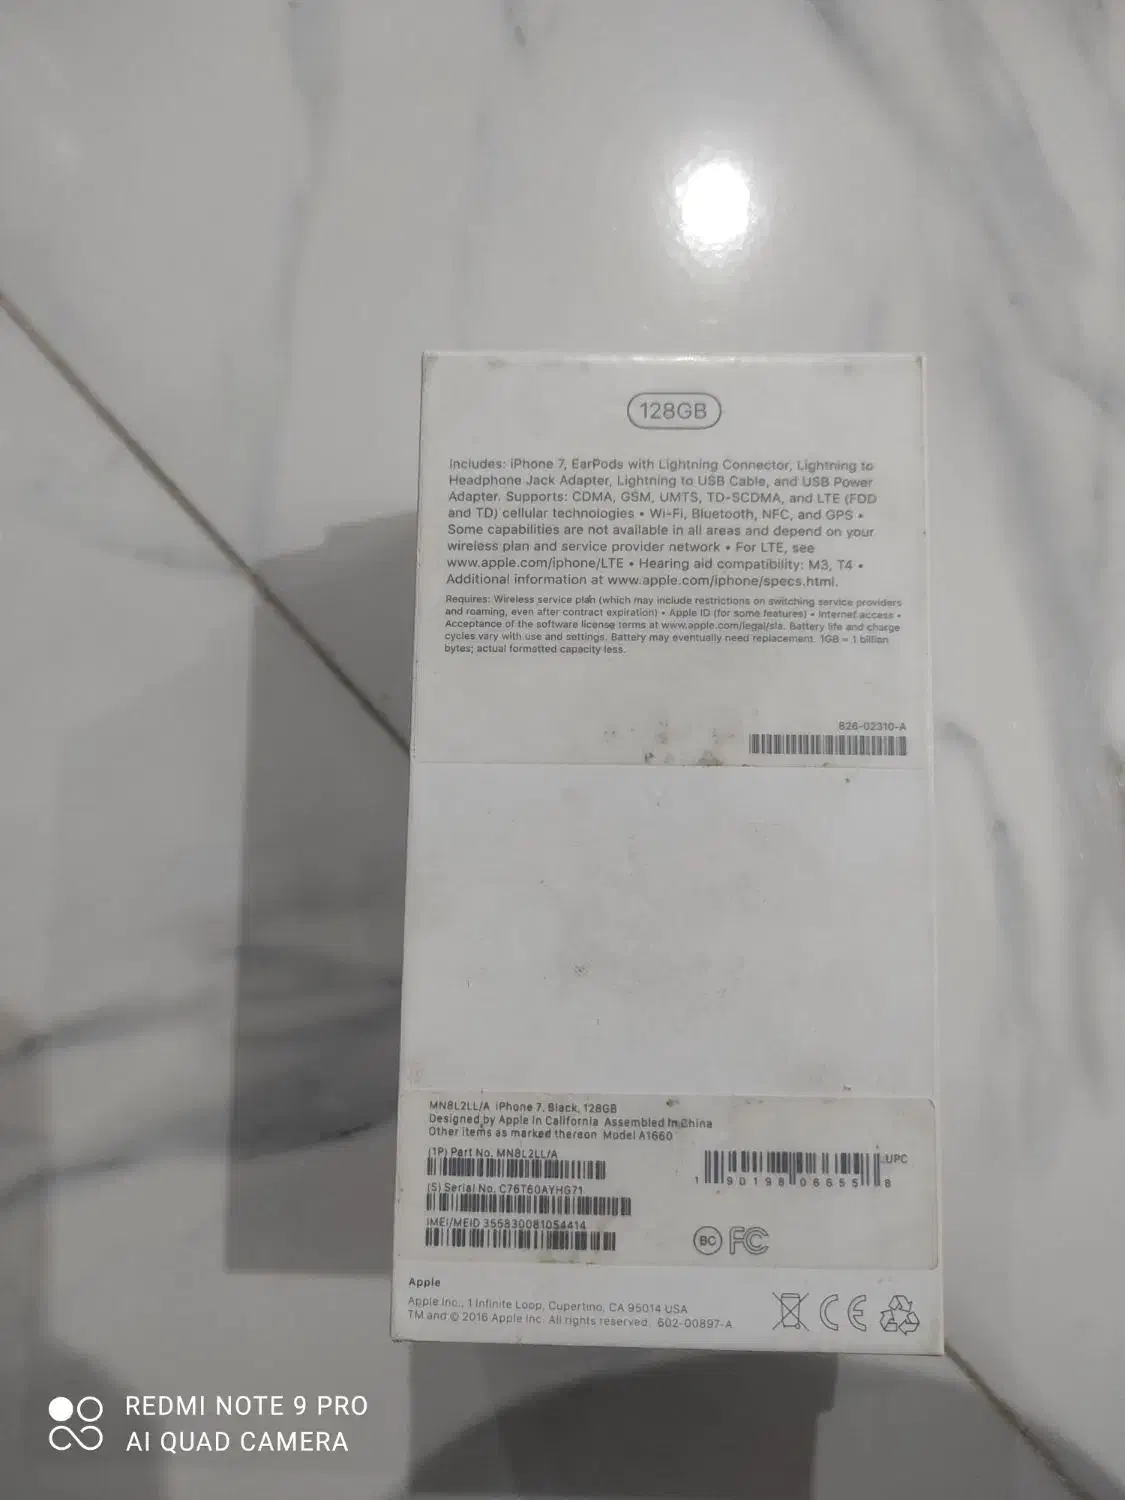 128GB
Includes: iPhone 7, EarPods with Lightning Connector, Lightning to
Headphone Jack Adapter, Lightning to USB Cable, and USB Power
Adapter. Supports: CDMA, GSM, UMTS, TD-SCDMA, and LTE (FDD
and TD) cellular technologies • Wi-Fi, Bluetooth, NFC, and GPS •
Some capabilities are not available in all areas and depend on your
wireless plan and service provider network • For LTE, see
www.apple.com/iphone/LTE • Hearing aid compatibility: M3, T4 •
Additional information at www.apple.com/iphone/specs.html.
Requires: Wireless service plan (which may include restrictions on switching service providers
and roaming, even after contract expiration) • Apple ID (for some features) • Internet access •
Acceptance of the software license terms at www.apple.com/legal/sla. Battery life and charge
cycles vary with use and settings. Battery may eventually need replacement. 1GB = 1 billion
bytes; actual formatted capacity less.
826-02310-A
MN8L2LL/A iPhone 7, Black, 128GB
Designed by Apple in California Assembled in China
Other items as marked thereon Model A1660
(1P) Part No. MN8L2LL/A
UPC
1 90198 06655 8
(S) Serial No. C76T60AYHG71
IMEI/MEID 355830081054414
BC FC
Apple
Apple Inc., 1 Infinite Loop, Cupertino, CA 95014 USA
TM and © 2016 Apple Inc. All rights reserved. 602-00897-A
CE
REDMI NOTE 9 PRO
AI QUAD CAMERA